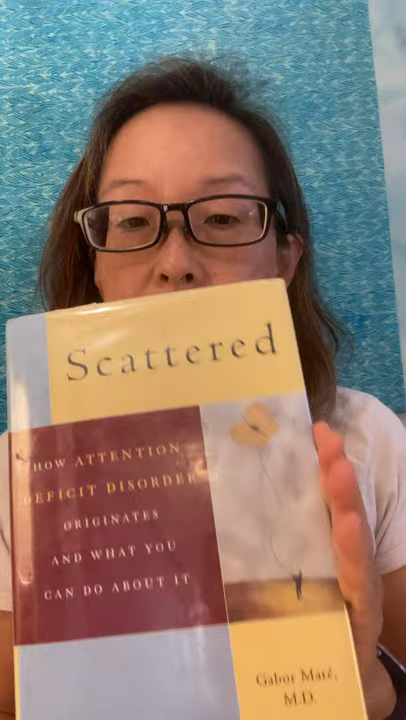 Scattered
HOW ATTENTION
DEFICIT DISORDER
ORIGINATES
AND WHAT YOU
CAN DO ABOUT IT
Gabor Maté,
M.D.